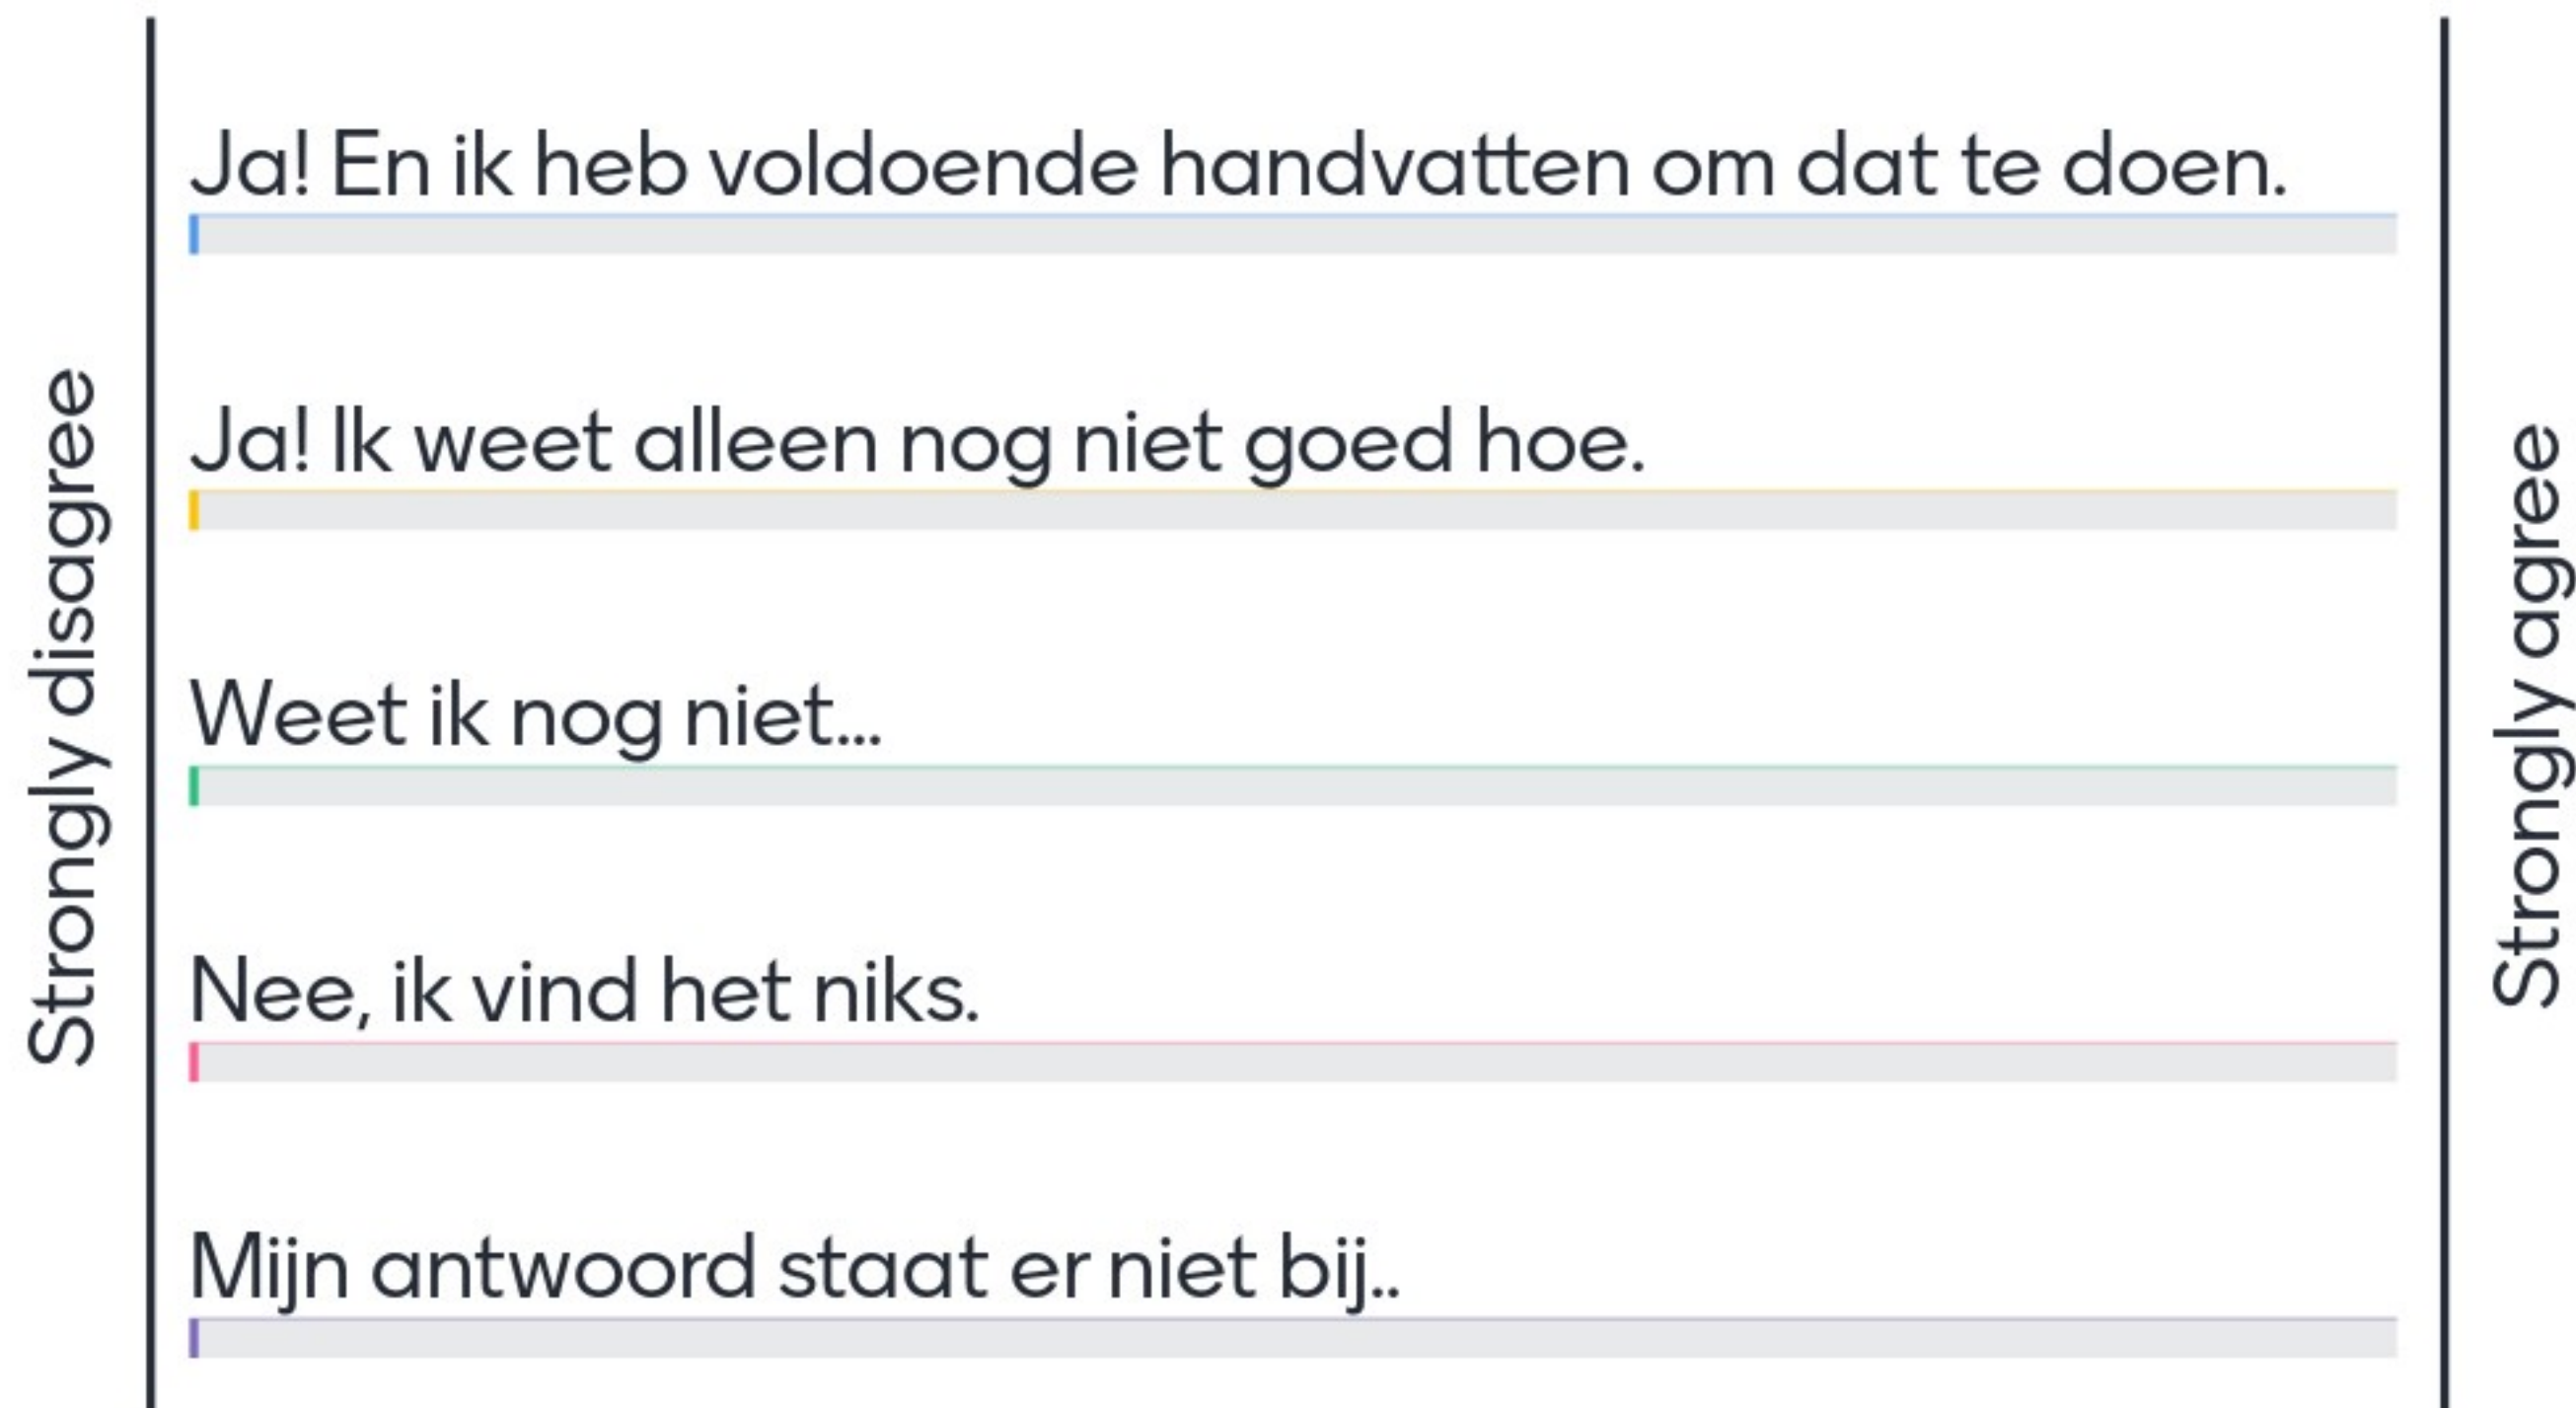 Strongly disagree
Ja! En ik heb voldoende handvatten om dat te doen.
Ja! Ik weet alleen nog niet goed hoe.
Weet ik nog niet...
Nee, ik vind het niks.
Mijn antwoord staat er niet bij..
Strongly agree